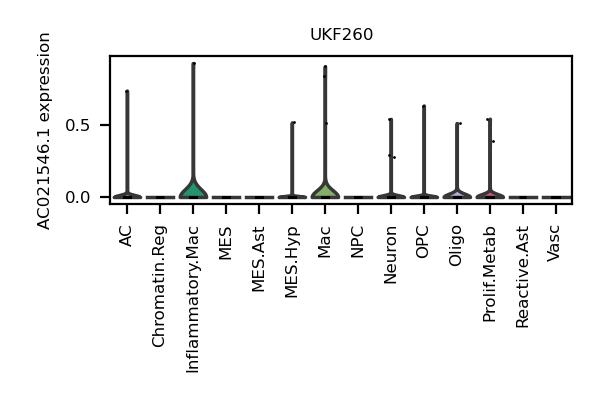 UKF260
AC021546.1 expression
0.5
0.0
AC
Chromatin.Reg
Inflammatory.Mac
MES
MES.Ast
MES.Hyp
Mac
NPC
Neuron
OPC
Oligo
Prolif.Metab
Reactive.Ast
Vasc